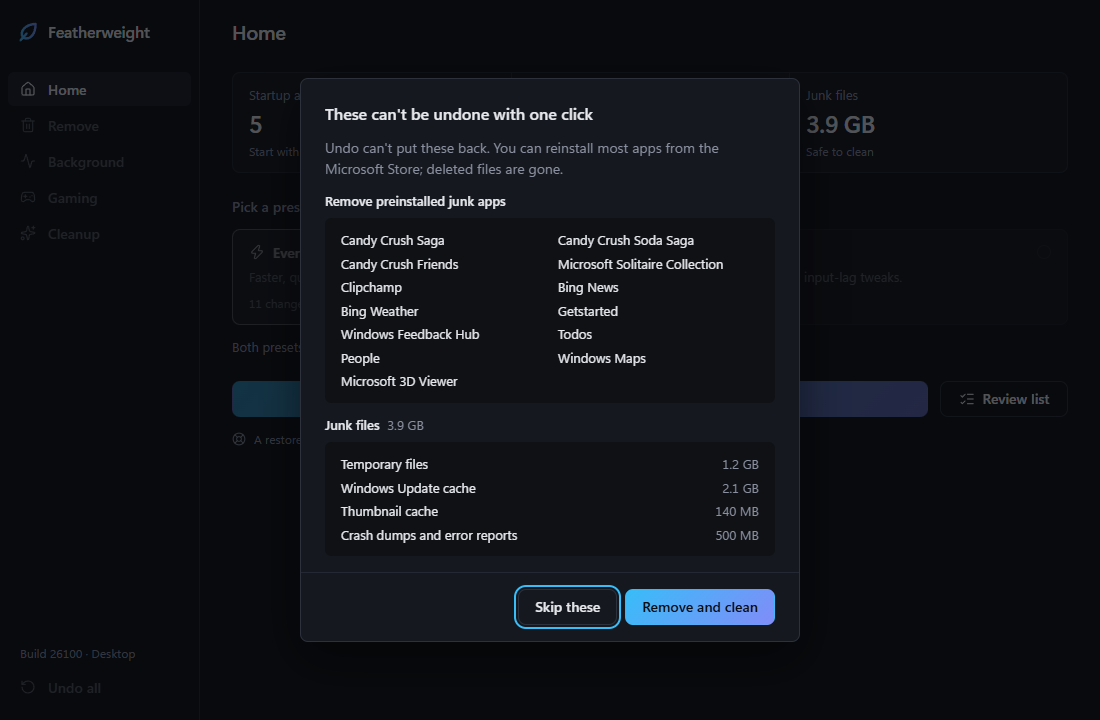 Featherweight
Home
Remove
Background
Gaming
Cleanup
Build 26100 · Desktop
Undo all
Home
Startup
5
Start with
Junk files
3.9 GB
Safe to clean
Pick a
Faster,
11
input-lag tweaks.
Both presets
Review list
A restore
These can't be undone with one click
Undo can't put these back. You can reinstall most apps from the
Microsoft Store; deleted files are gone.
Remove preinstalled junk apps
Candy Crush Saga
Candy Crush Soda Saga
Candy Crush Friends
Microsoft Solitaire Collection
Clipchamp
Bing News
Bing Weather
Getstarted
Windows Feedback Hub
Todos
People
Windows Maps
Microsoft 3D Viewer
Junk files 3.9 GB
Temporary files 1.2 GB
Windows Update cache 2.1 GB
Thumbnail cache 140 MB
Crash dumps and error reports 500 MB
Skip these
Remove and clean